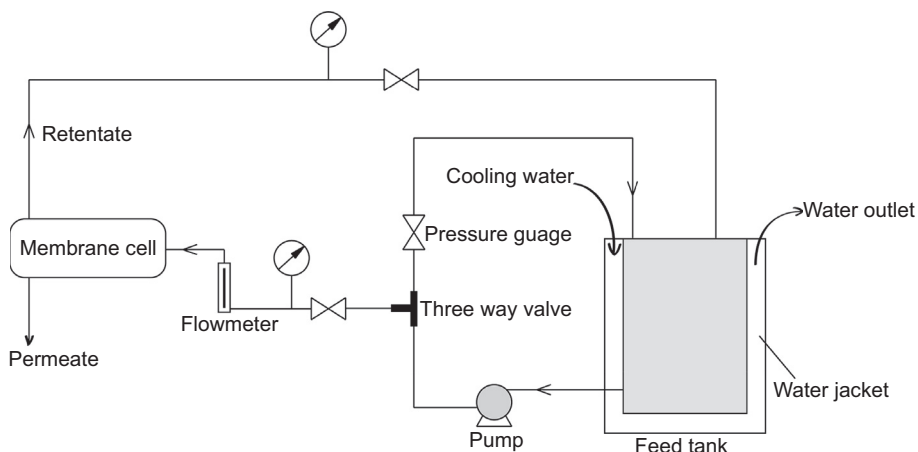 Retentate
Cooling water
Water outlet
Membrane cell
Pressure guage
Flowmeter
Three way valve
Permeate
Water jacket
Pump
Feed tank